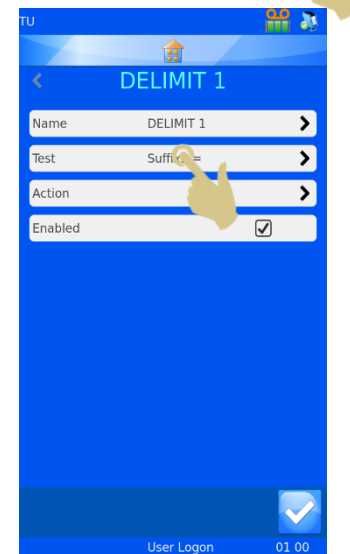 TU
DELIMIT 1
Name DELIMIT 1
Test Suffix =
Action
Enabled
User Logon 01 00